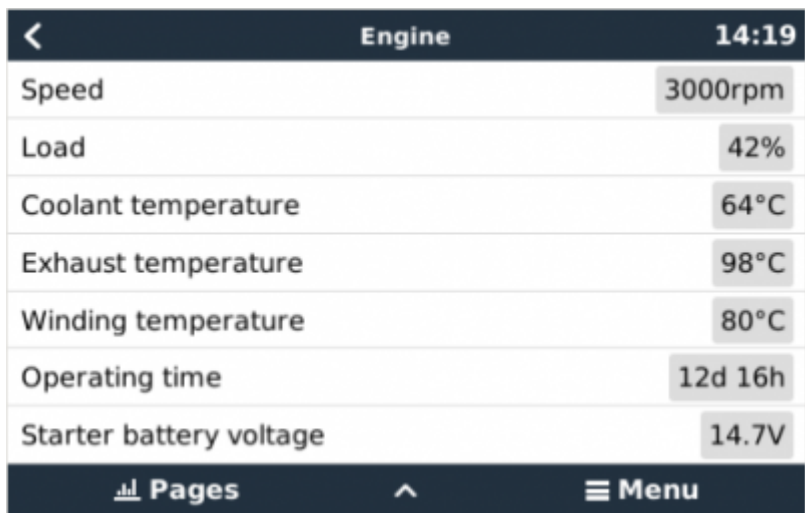 Engine 14:19
Speed 3000rpm
Load 42%
Coolant temperature 64°C
Exhaust temperature 98°C
Winding temperature 80°C
Operating time 12d 16h
Starter battery voltage 14.7V
Pages Menu